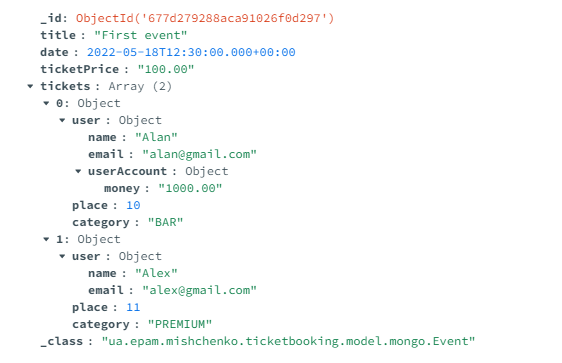 _id: ObjectId('677d279288aca91026f0d297')
title : "First event"
date : 2022-05-18T12:30:00.000+00:00
ticketPrice : "100.00"
tickets : Array (2)
0: Object
user : Object
name : "Alan"
email : "alan@gmail.com"
userAccount : Object
money : "1000.00"
place : 10
category : "BAR"
1: Object
user : Object
name : "Alex"
email : "alex@gmail.com"
place : 11
category : "PREMIUM"
_class : "ua.epam.mishchenko.ticketbooking.model.mongo.Event"